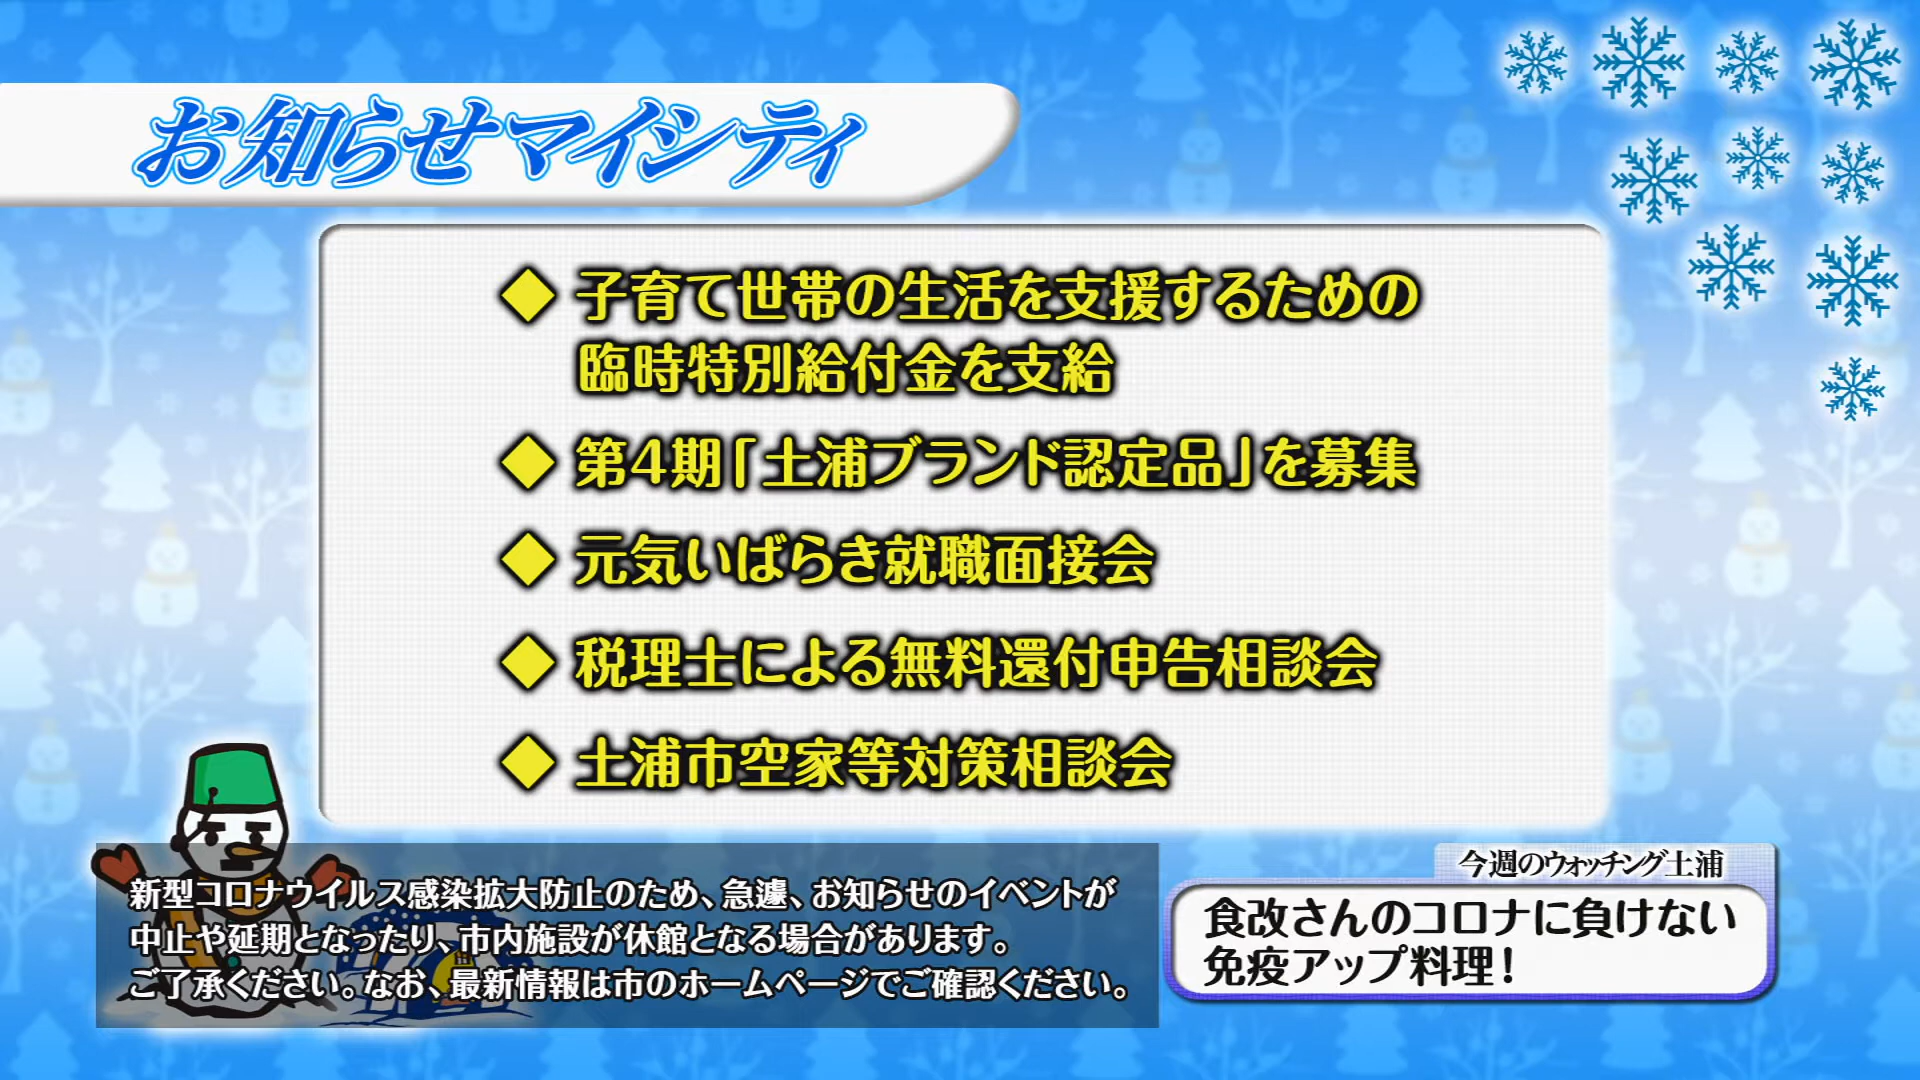 お知らせマイシティ
◆ 子育て世帯の生活を支援するための
臨時特別給付金を支給
◆ 第4期「土浦ブランド認定品」を募集
◆ 元気いばらき就職面接会
◆ 税理士による無料還付申告相談会
◆ 土浦市空家等対策相談会
新型コロナウイルス感染拡大防止のため、急遽、お知らせのイベントが
中止や延期となったり、市内施設が休館となる場合があります。
ご了承ください。なお、最新情報は市のホームページでご確認ください。
今週のウォッチング土浦
食改さんのコロナに負けない
免疫アップ料理!